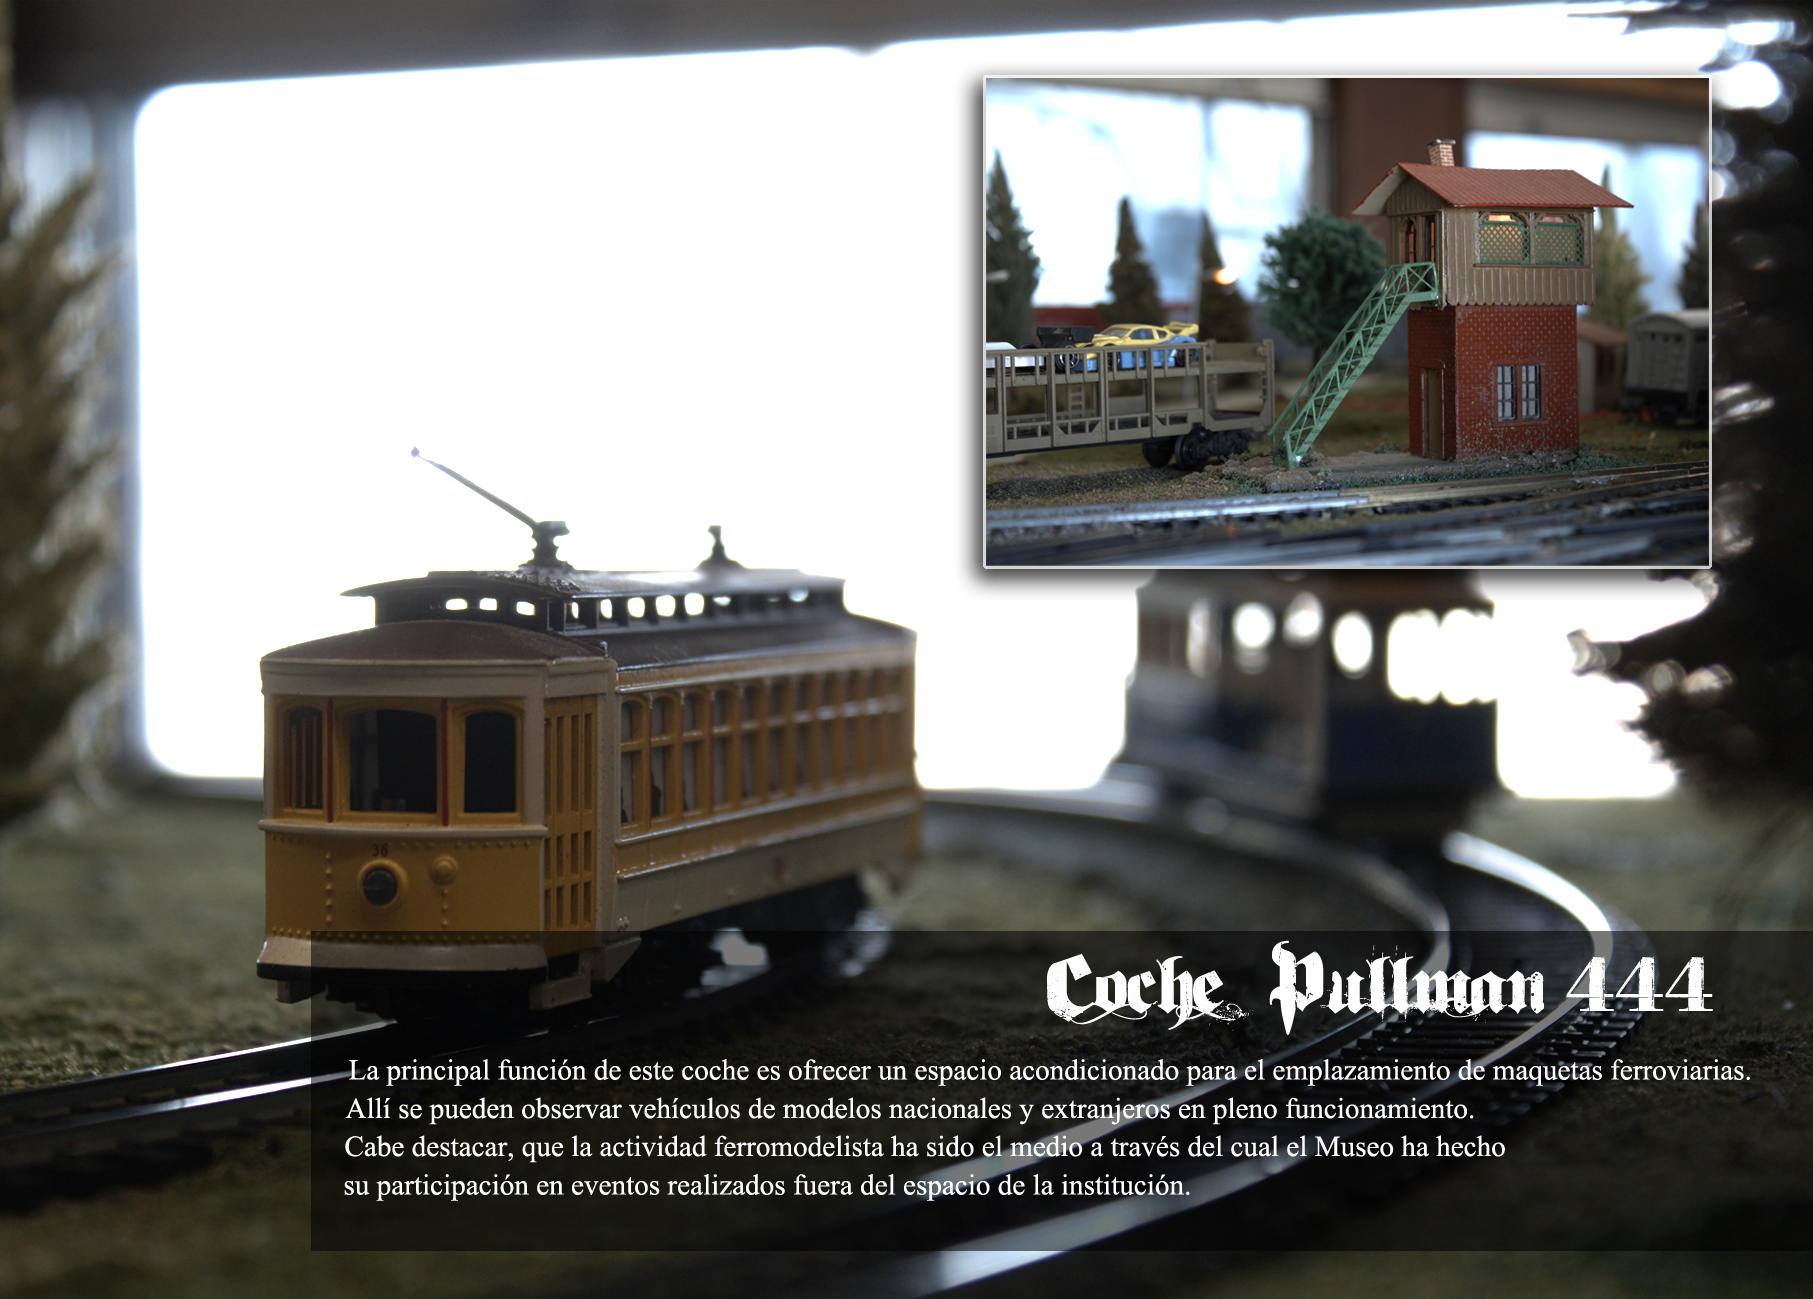 36
Coche Pullman 444
La principal función de este coche es ofrecer un espacio acondicionado para el emplazamiento de maquetas ferroviarias.
Allí se pueden observar vehículos de modelos nacionales y extranjeros en pleno funcionamiento.
Cabe destacar, que la actividad ferromodelista ha sido el medio a través del cual el Museo ha hecho
su participación en eventos realizados fuera del espacio de la institución.